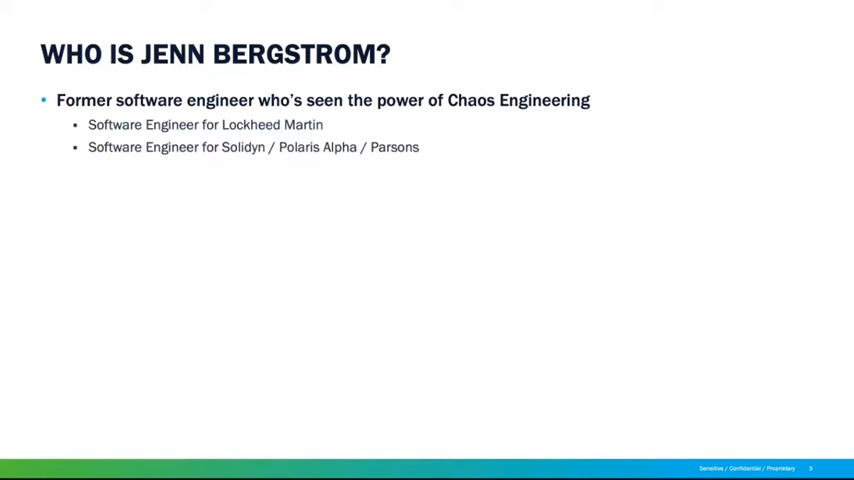 WHO IS JENN BERGSTROM?
• Former software engineer who's seen the power of Chaos Engineering
▪ Software Engineer for Lockheed Martin
▪ Software Engineer for Solidyn / Polaris Alpha / Parsons
Sensitive / Confidential / Proprietary 3